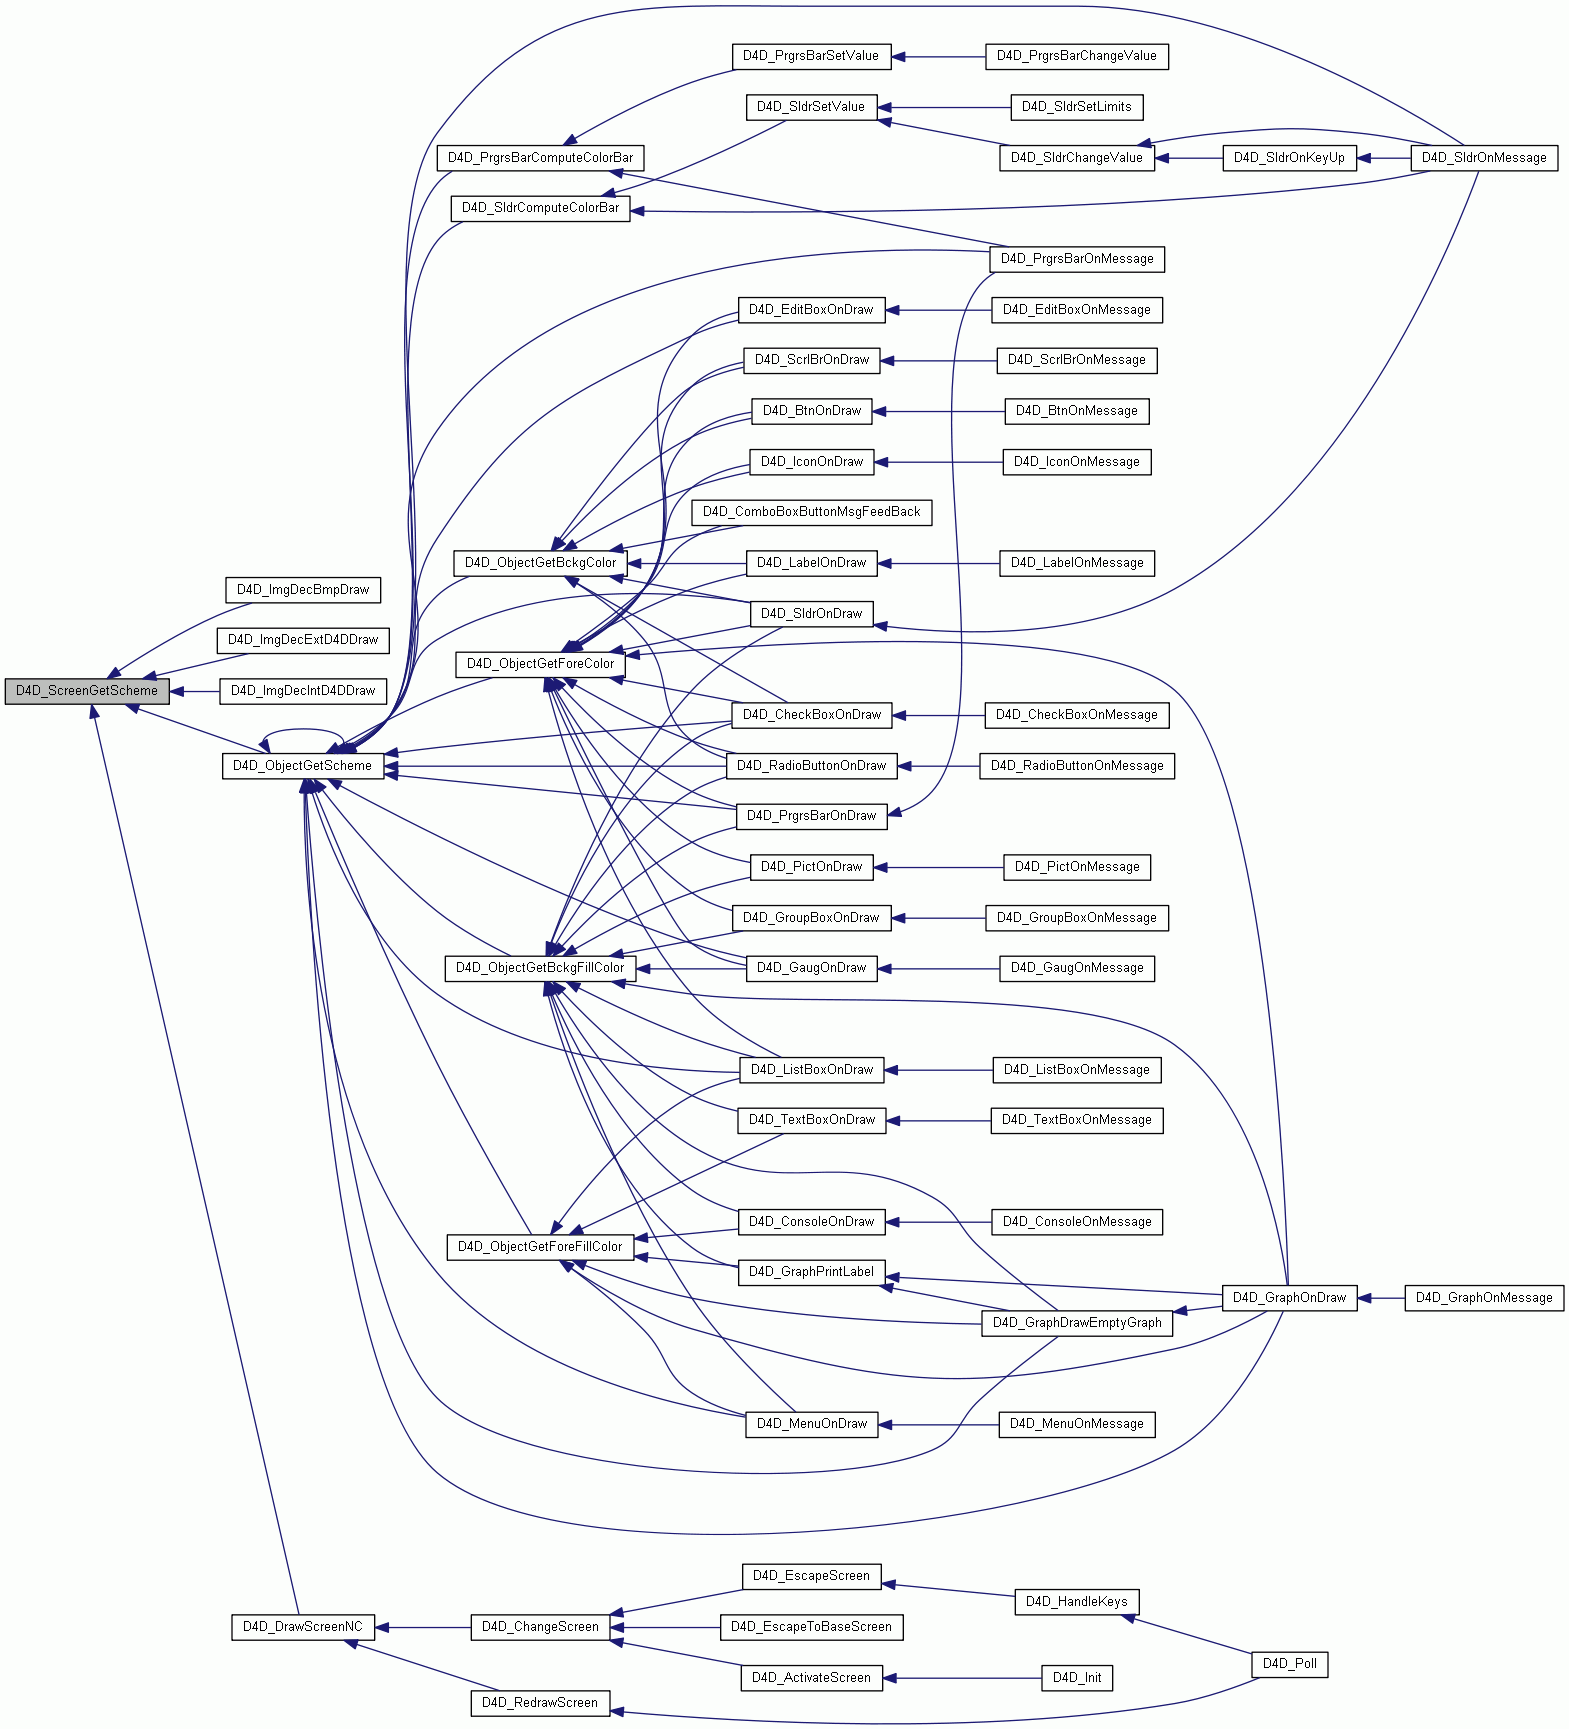 D4D_PrgrsBarSetValue
D4D_PrgrsBarChangeValue
D4D_SldrSetValue
D4D_SldrSetLimits
D4D_PrgrsBarComputeColorBar
D4D_SldrChangeValue
D4D_SldrOnKeyUp
D4D_SldrOnMessage
D4D_SldrComputeColorBar
D4D_PrgrsBarOnMessage
D4D_EditBoxOnDraw
D4D_EditBoxOnMessage
D4D_ScrlBrOnDraw
D4D_ScrlBrOnMessage
D4D_BtnOnDraw
D4D_BtnOnMessage
D4D_IconOnDraw
D4D_IconOnMessage
D4D_ComboBoxButtonMsgFeedBack
D4D_ObjectGetBckgColor
D4D_LabelOnDraw
D4D_LabelOnMessage
D4D_ImgDecBmpDraw
D4D_SldrOnDraw
D4D_ImgDecExtD4DDraw
D4D_ObjectGetForeColor
D4D_ScreenGetScheme
D4D_ImgDecIntD4DDraw
D4D_CheckBoxOnDraw
D4D_CheckBoxOnMessage
D4D_ObjectGetScheme
D4D_RadioButtonOnDraw
D4D_RadioButtonOnMessage
D4D_PrgrsBarOnDraw
D4D_PictOnDraw
D4D_PictOnMessage
D4D_GroupBoxOnDraw
D4D_GroupBoxOnMessage
D4D_ObjectGetBckgFillColor
D4D_GaugOnDraw
D4D_GaugOnMessage
D4D_ListBoxOnDraw
D4D_ListBoxOnMessage
D4D_TextBoxOnDraw
D4D_TextBoxOnMessage
D4D_ConsoleOnDraw
D4D_ConsoleOnMessage
D4D_ObjectGetForeFillColor
D4D_GraphPrintLabel
D4D_GraphOnDraw
D4D_GraphOnMessage
D4D_GraphDrawEmptyGraph
D4D_MenuOnDraw
D4D_MenuOnMessage
D4D_EscapeScreen
D4D_HandleKeys
D4D_DrawScreenNC
D4D_ChangeScreen
D4D_EscapeToBaseScreen
D4D_Poll
D4D_ActivateScreen
D4D_Init
D4D_RedrawScreen